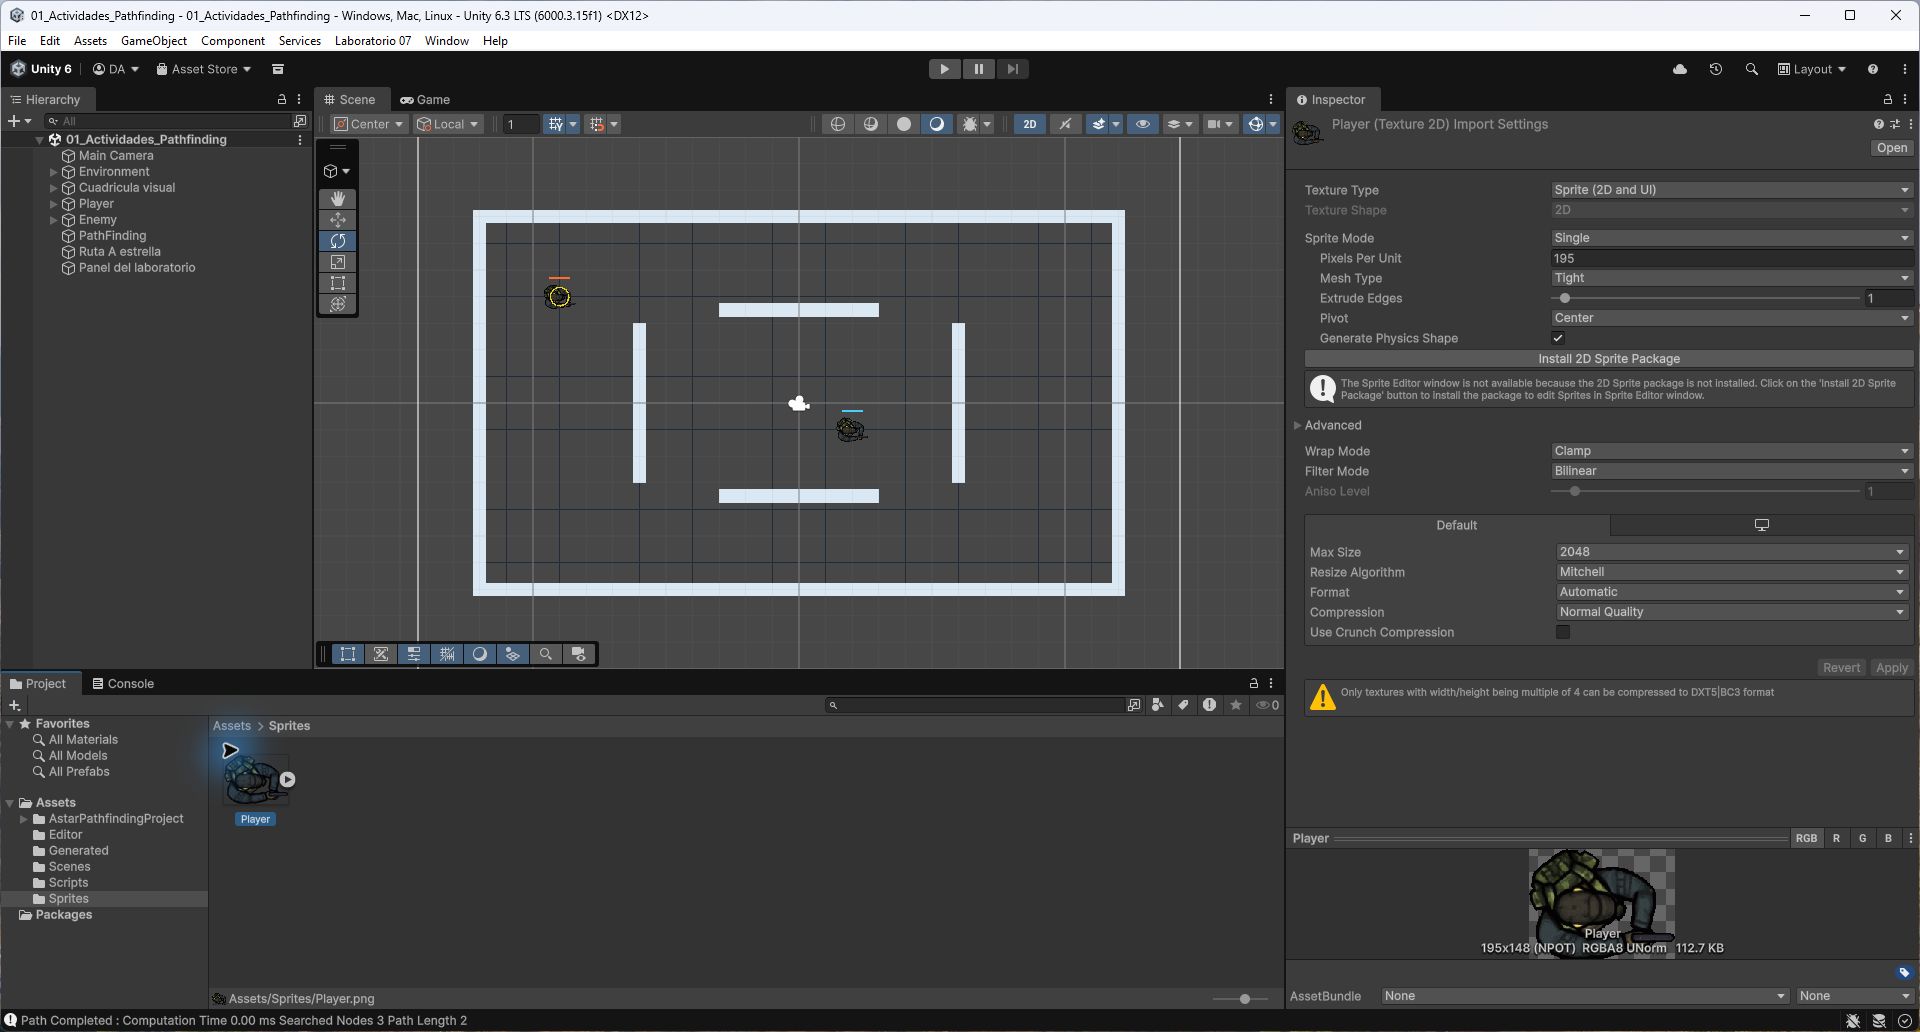 01_Actividades_Pathfinding - 01_Actividades_Pathfinding - Windows, Mac, Linux - Unity 6.3 LTS (6000.3.15f1) <DX12>
File Edit Assets GameObject Component Services Laboratorio 07 Window Help
Unity 6 DA Asset Store Layout
Hierarchy
All
01_Actividades_Pathfinding
Main Camera
Environment
Cuadricula visual
Player
Enemy
PathFinding
Ruta A estrella
Panel del laboratorio
Scene Game
Center Local 1 2D
Inspector
Player (Texture 2D) Import Settings
Open
Texture Type Sprite (2D and UI)
Texture Shape 2D
Sprite Mode Single
Pixels Per Unit 195
Mesh Type Tight
Extrude Edges 1
Pivot Center
Generate Physics Shape
Install 2D Sprite Package
The Sprite Editor window is not available because the 2D Sprite package is not installed. Click on the 'Install 2D Sprite
Package' button to install the package to edit Sprites in Sprite Editor window.
Advanced
Wrap Mode Clamp
Filter Mode Bilinear
Aniso Level 1
Default
Max Size 2048
Resize Algorithm Mitchell
Format Automatic
Compression Normal Quality
Use Crunch Compression
Revert Apply
Only textures with width/height being multiple of 4 can be compressed to DXT5|BC3 format
Project Console
0
Favorites
All Materials
All Models
All Prefabs
Assets
AstarPathfindingProject
Editor
Generated
Scenes
Scripts
Sprites
Packages
Assets > Sprites
Player
Assets/Sprites/Player.png
Player RGB R G B
Player
195x148 (NPOT) RGBA8 UNorm 112.7 KB
AssetBundle None None
Path Completed : Computation Time 0.00 ms Searched Nodes 3 Path Length 2